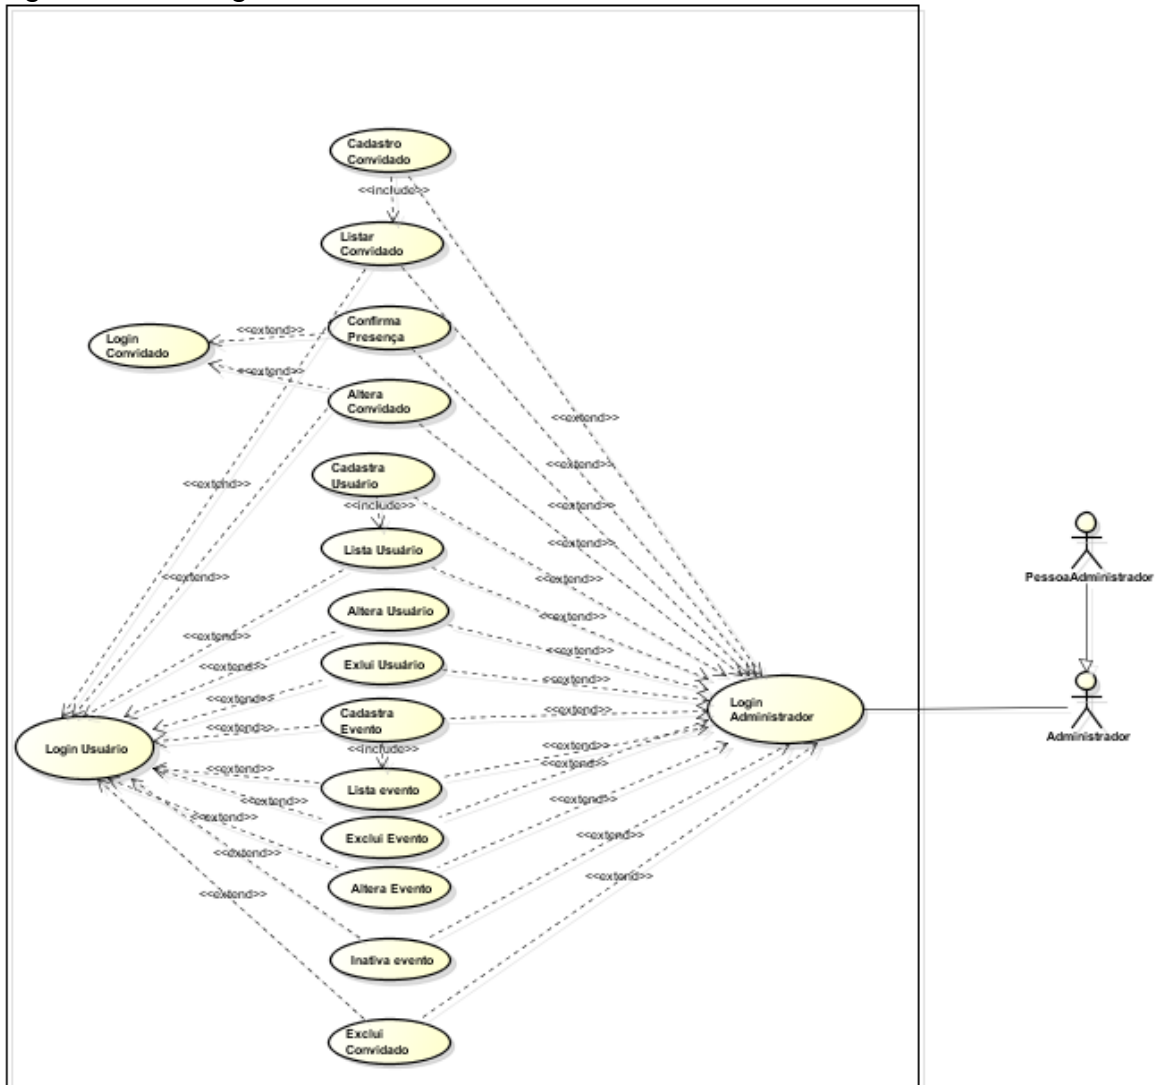 Cadastro
Convidado
<<include>>
Listar
Convidado
<<extend>>
Confirma
Presença
Login
Convidado
<<extend>>
Altera
Convidado
<<extend>>
Cadastra
Usuário
<<extend>>
<<extend>>
<<include>>
<<extend>>
<<extend>>
Lista Usuário
<<extend>>
<<extend>>
PessoaAdministrador
Altera Usuário
<<extend>>
<<extend>>
<<extend>>
Exlui Usuário
<<extend>>
<<extend>>
<<extend>>
Cadastra
Evento
<<extend>>
<<extend>>
Login
Administrador
Administrador
Login Usuário
<<include>>
<<extend>>
<<extend>>
Lista evento
<<extend>>
<<extend>>
<<extend>>
<<extend>>
Exclui Evento
<<extend>>
<<extend>>
Altera Evento
<<extend>>
<<extend>>
Inativa evento
Exclui
Convidado